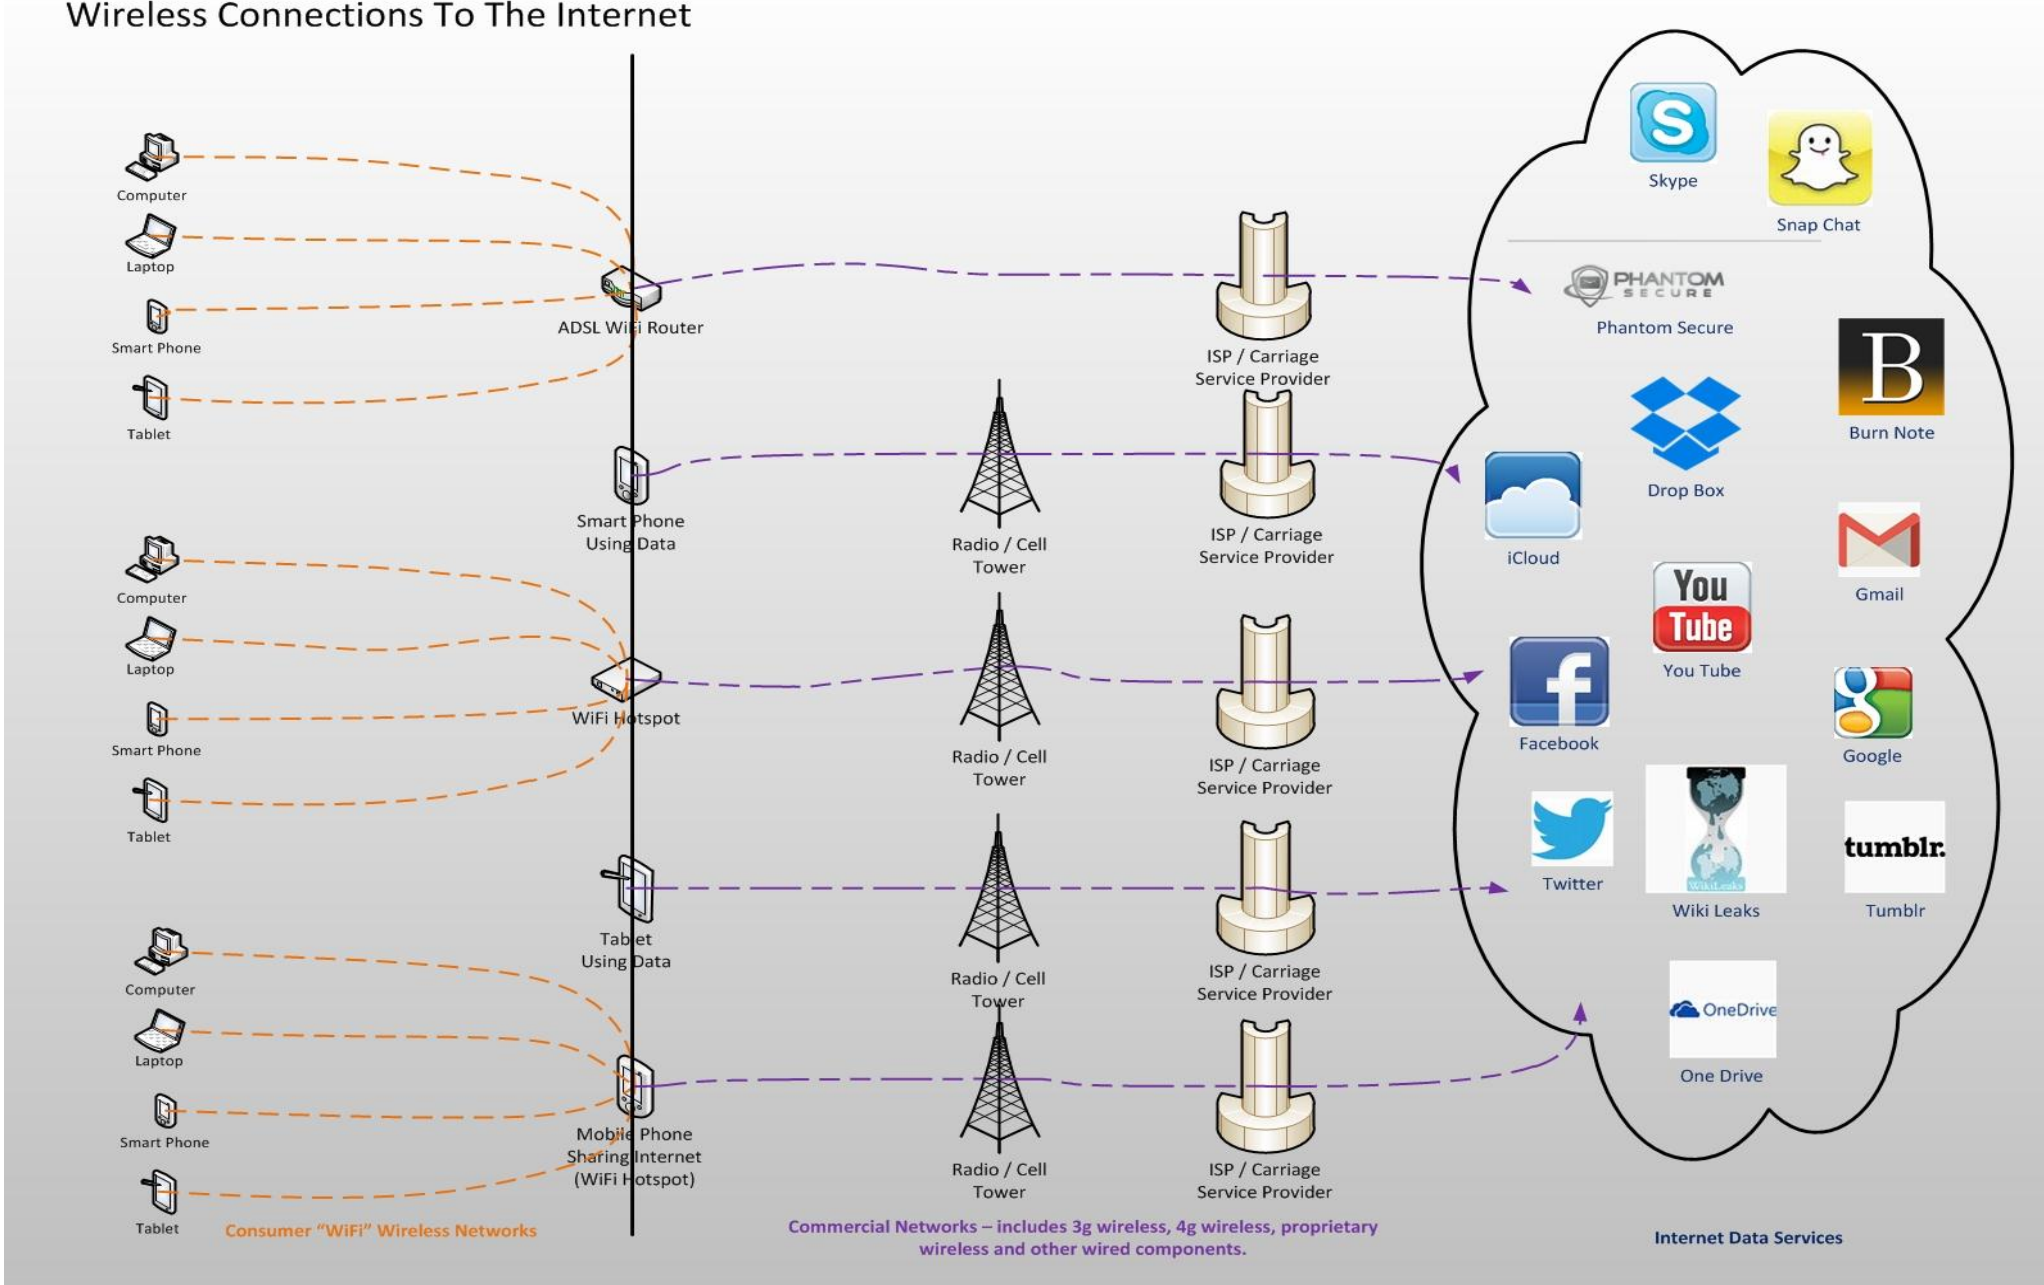 Wireless Connections To The Internet
Computer
Laptop
Smart Phone
Tablet
ADSL WiFi Router
ISP / Carriage
Service Provider
Smart Phone
Using Data
Radio / Cell
Tower
ISP / Carriage
Service Provider
Computer
Laptop
Smart Phone
Tablet
WiFi Hotspot
Radio / Cell
Tower
ISP / Carriage
Service Provider
Tablet
Using Data
Radio / Cell
Tower
ISP / Carriage
Service Provider
Computer
Laptop
Smart Phone
Tablet
Mobile Phone
Sharing Internet
(WiFi Hotspot)
Radio / Cell
Tower
ISP / Carriage
Service Provider
S
Skype
Snap Chat
PHANTOM
SECURE
Phantom Secure
B
Burn Note
Drop Box
iCloud
Gmail
You
Tube
You Tube
f
Facebook
g
Google
Twitter
WikiLeaks
Wiki Leaks
tumblr.
Tumblr
OneDrive
One Drive
Consumer “WiFi” Wireless Networks
Commercial Networks – includes 3g wireless, 4g wireless, proprietary
wireless and other wired components.
Internet Data Services